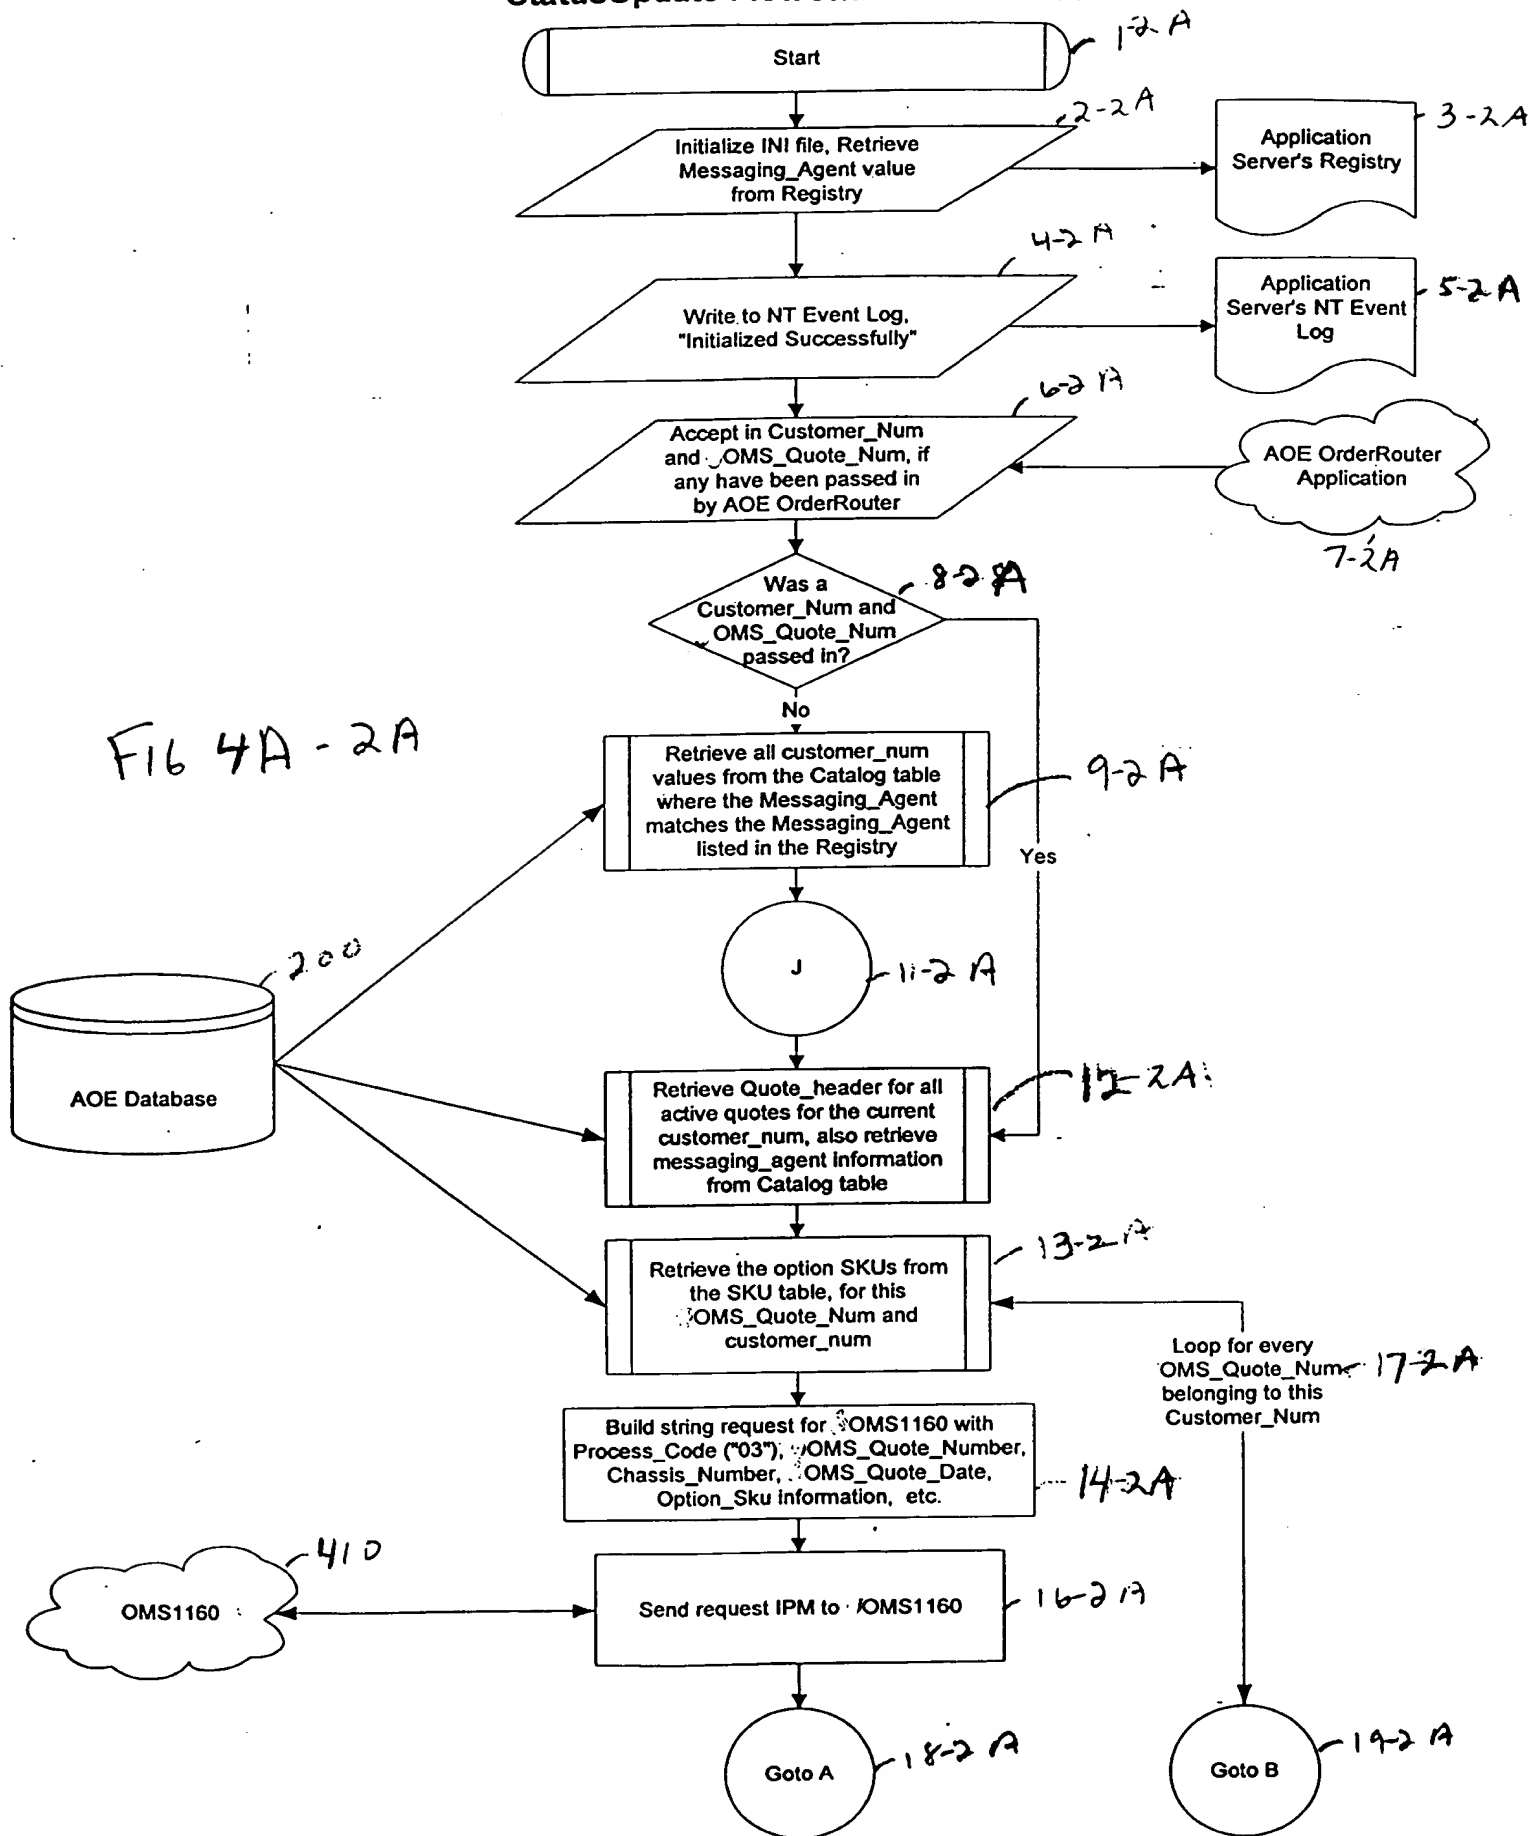 Start
1-2A
2-2A
Initialize INI file, Retrieve
Messaging_Agent value
from Registry
Application
Server's Registry
3-2A
4-2A
Write to NT Event Log,
"Initialized Successfully"
Application
Server's NT Event
Log
5-2A
6-2A
Accept in Customer_Num
and OMS_Quote_Num, if
any have been passed in
by AOE OrderRouter
AOE OrderRouter
Application
7-2A
Was a
Customer_Num and
OMS_Quote_Num
passed in?
8-2A
No
FIG 4A-2A
Retrieve all customer_num
values from the Catalog table
where the Messaging_Agent
matches the Messaging_Agent
listed in the Registry
9-2A
Yes
J
11-2A
200
AOE Database
Retrieve Quote_header for all
active quotes for the current
customer_num, also retrieve
messaging_agent information
from Catalog table
12-2A
Retrieve the option SKUs from
the SKU table, for this
OMS_Quote_Num and
customer_num
13-2A
Loop for every
OMS_Quote_Num
belonging to this
Customer_Num
17-2A
Build string request for OMS1160 with
Process_Code ("03"), OMS_Quote_Number,
Chassis_Number, OMS_Quote_Date,
Option_Sku information, etc.
14-2A
410
OMS1160
Send request IPM to OMS1160
16-2A
Goto A
18-2A
Goto B
19-2A